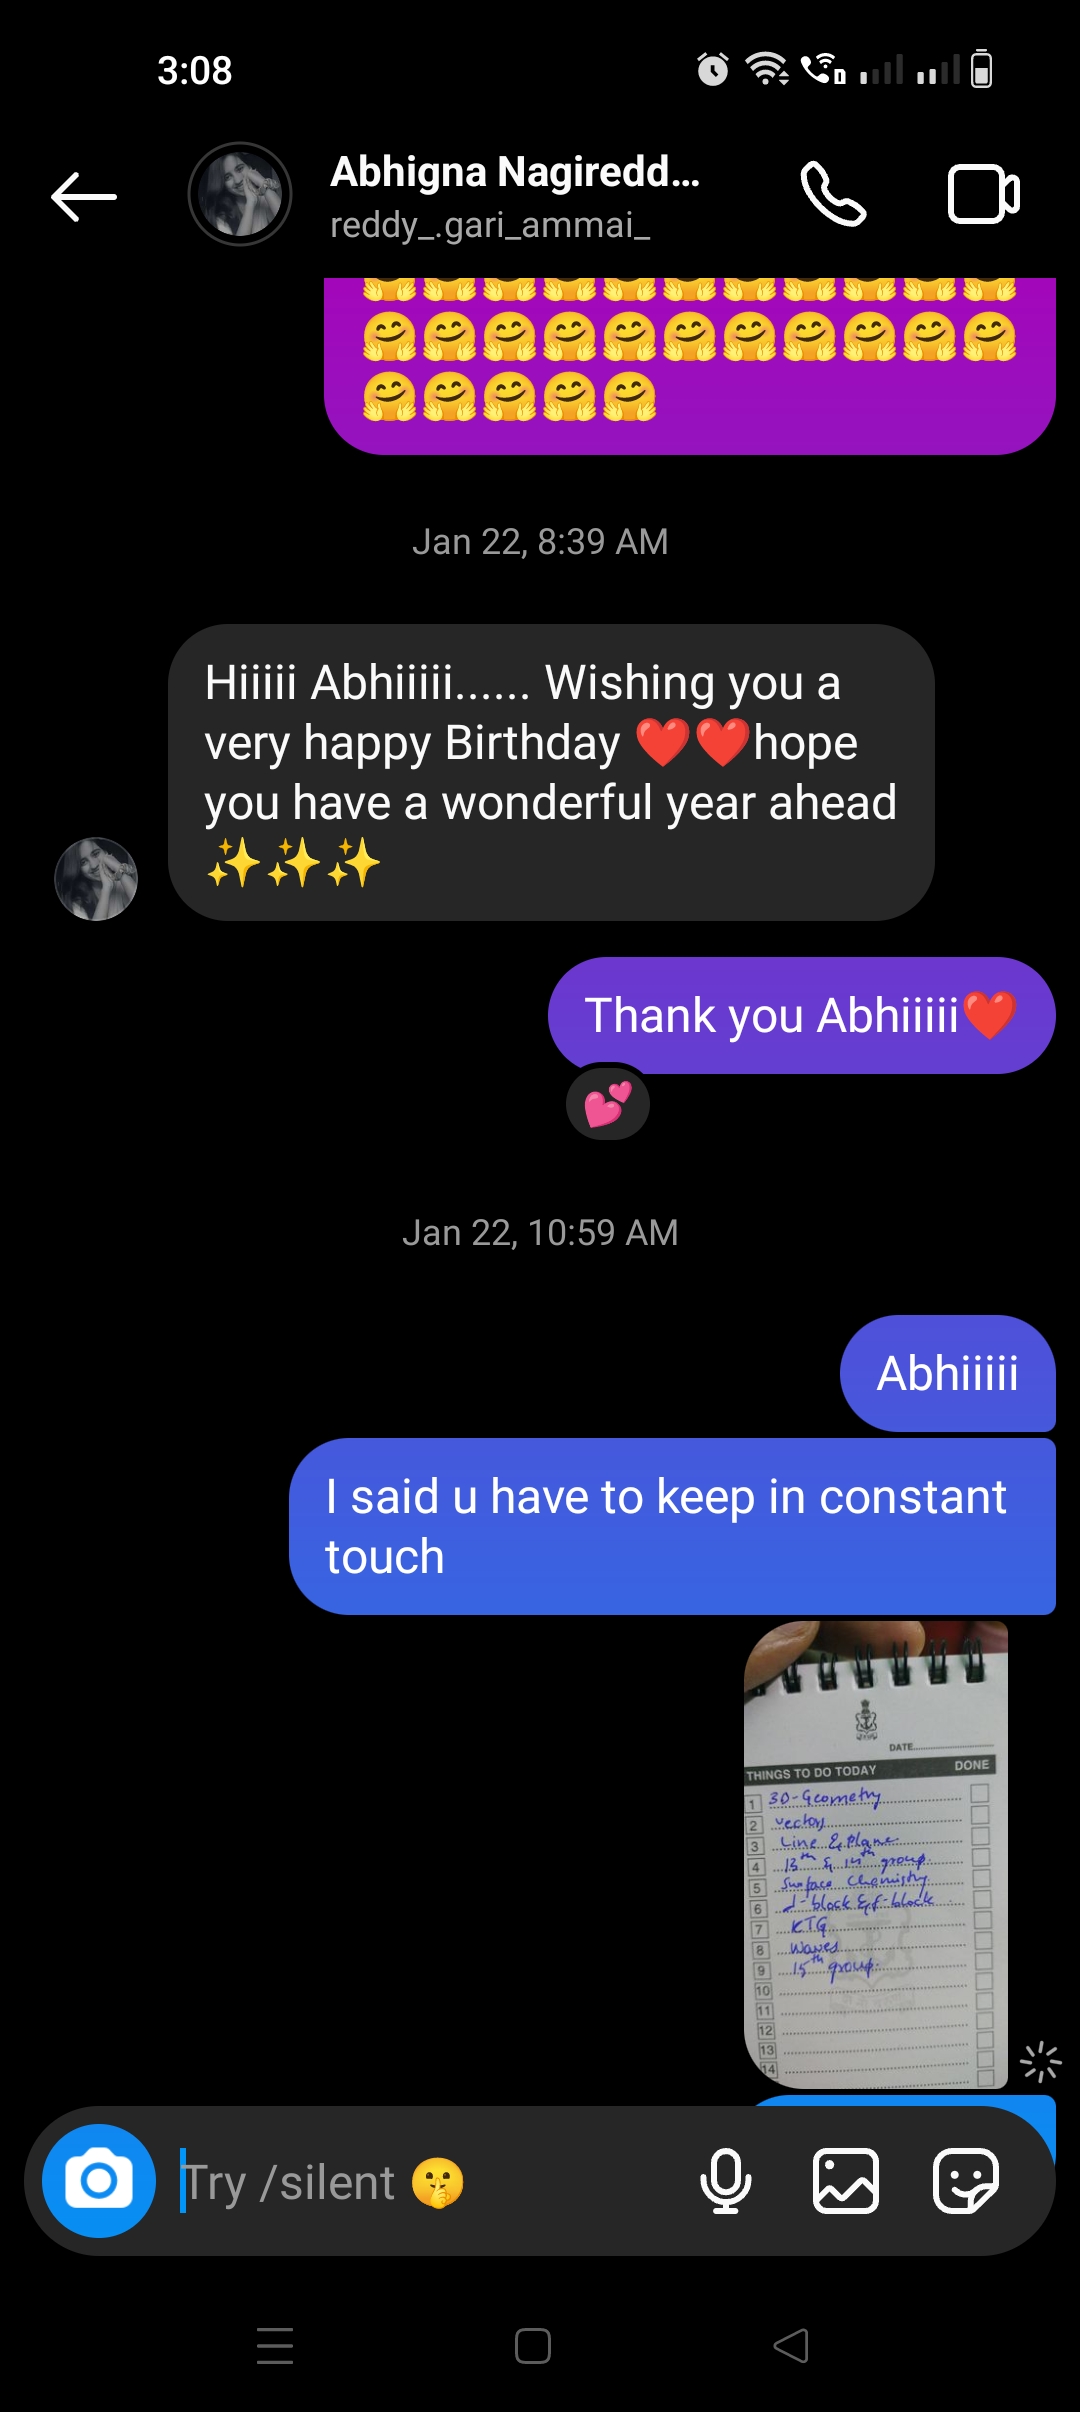 3:08
Abhigna Nagiredd...
reddy_.gari_ammai_
🤗🤗🤗🤗🤗🤗🤗🤗🤗🤗🤗
🤗🤗🤗🤗🤗🤗🤗🤗🤗🤗🤗
🤗🤗🤗🤗🤗
Jan 22, 8:39 AM
Hiiiii Abhiiiii...... Wishing you a
very happy Birthday ❤️❤️hope
you have a wonderful year ahead
✨✨✨
Thank you Abhiiiii❤️
💕
Jan 22, 10:59 AM
Abhiiiii
I said u have to keep in constant
touch
DATE
THINGS TO DO TODAY DONE
1 3D-Geometry
2 vectors
3 Line & Plane
4 13th & 14th group
5 Surface Chemistry
6 d-block & f-block
7 KTG
8 Waves
9 15th group
10
11
12
13
14
Try /silent 🤫